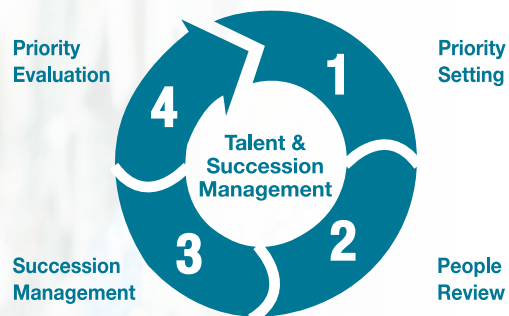 Priority
Evaluation
Priority
Setting
4
1
Talent &
Succession
Management
3
2
Succession
Management
People
Review